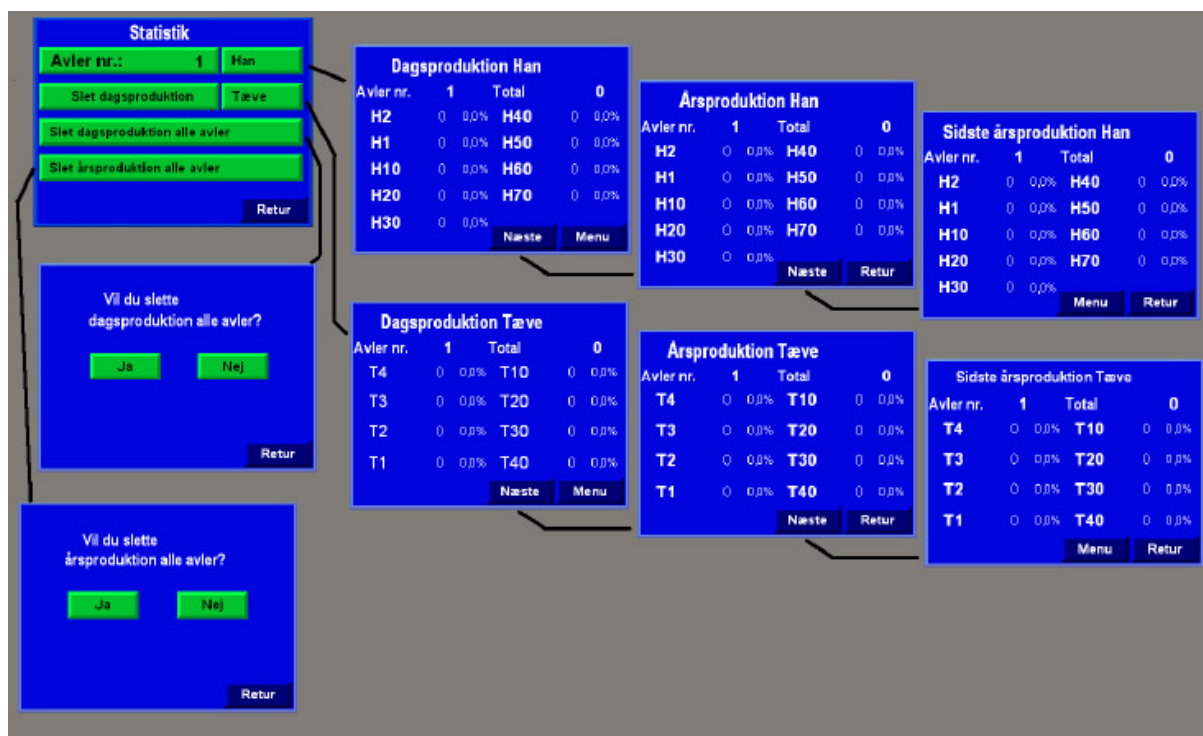 Statistik
Avler nr.: 1 Han
Slet dagsproduktion Tæve
Slet dagsproduktion alle avler
Slet årsproduktion alle avler
Retur
Dagsproduktion Han
Avler nr. 1 Total 0
H2 0 0,0% H40 0 0,0%
H1 0 0,0% H50 0 0,0%
H10 0 0,0% H60 0 0,0%
H20 0 0,0% H70 0 0,0%
H30 0 0,0%
Næste Menu
Årsproduktion Han
Avler nr. 1 Total 0
H2 0 0,0% H40 0 0,0%
H1 0 0,0% H50 0 0,0%
H10 0 0,0% H60 0 0,0%
H20 0 0,0% H70 0 0,0%
H30 0 0,0%
Næste Retur
Sidste årsproduktion Han
Avler nr. 1 Total 0
H2 0 0,0% H40 0 0,0%
H1 0 0,0% H50 0 0,0%
H10 0 0,0% H60 0 0,0%
H20 0 0,0% H70 0 0,0%
H30 0 0,0%
Menu Retur
Vil du slette
dagsproduktion alle avler?
Ja Nej
Retur
Dagsproduktion Tæve
Avler nr. 1 Total 0
T4 0 0,0% T10 0 0,0%
T3 0 0,0% T20 0 0,0%
T2 0 0,0% T30 0 0,0%
T1 0 0,0% T40 0 0,0%
Næste Menu
Årsproduktion Tæve
Avler nr. 1 Total 0
T4 0 0,0% T10 0 0,0%
T3 0 0,0% T20 0 0,0%
T2 0 0,0% T30 0 0,0%
T1 0 0,0% T40 0 0,0%
Næste Retur
Sidste årsproduktion Tæve
Avler nr. 1 Total 0
T4 0 0,0% T10 0 0,0%
T3 0 0,0% T20 0 0,0%
T2 0 0,0% T30 0 0,0%
T1 0 0,0% T40 0 0,0%
Menu Retur
Vil du slette
årsproduktion alle avler?
Ja Nej
Retur